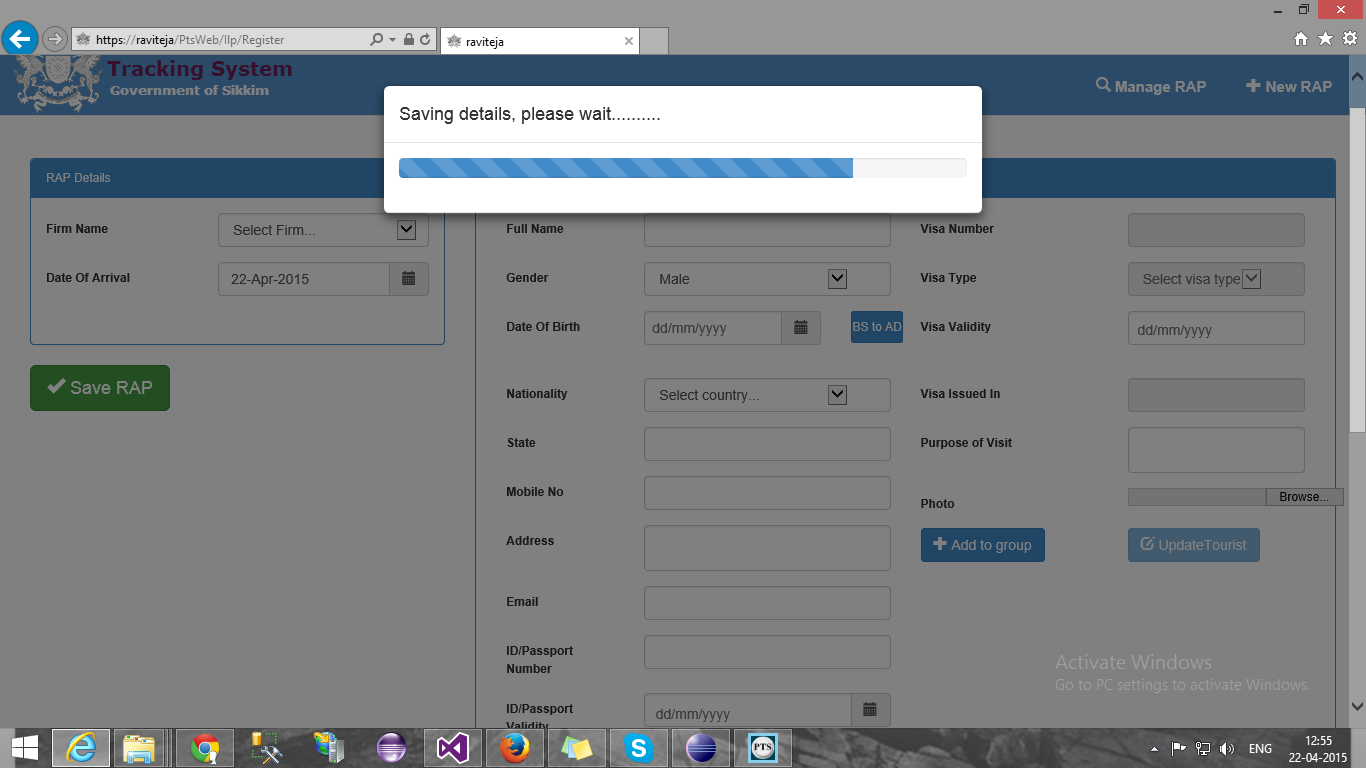 https://raviteja/PtsWeb/Ilp/Register
raviteja
Tracking System
Government of Sikkim
Manage RAP
New RAP
Saving details, please wait..........
RAP Details
Firm Name
Select Firm...
Date Of Arrival
22-Apr-2015
Save RAP
Full Name
Visa Number
Gender
Male
Visa Type
Select visa type
Date Of Birth
dd/mm/yyyy
BS to AD
Visa Validity
dd/mm/yyyy
Nationality
Select country...
Visa Issued In
State
Purpose of Visit
Mobile No
Photo
Browse...
Address
Add to group
UpdateTourist
Email
ID/Passport
Number
ID/Passport
Validity
dd/mm/yyyy
Activate Windows
Go to PC settings to activate Windows.
PTS
ENG
12:55
22-04-2015